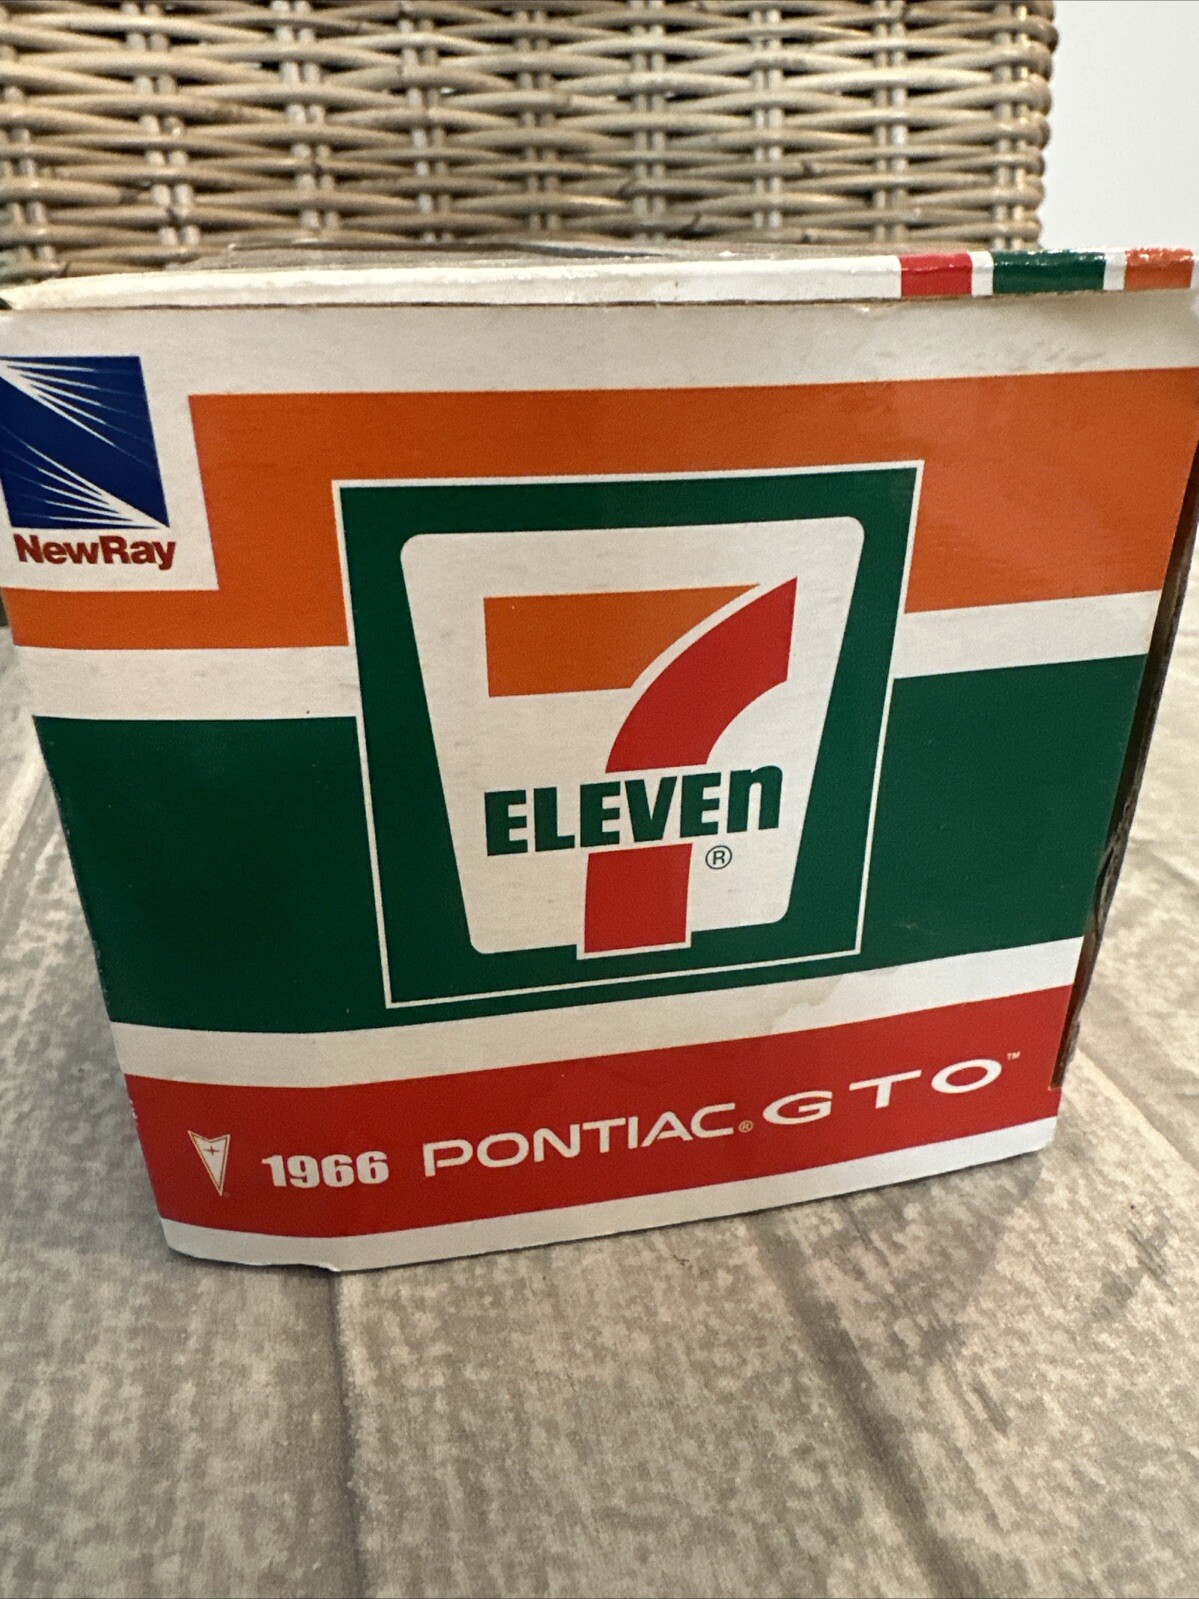 NewRay
7
ELEVEn
®
1966 PONTIAC® GTO™